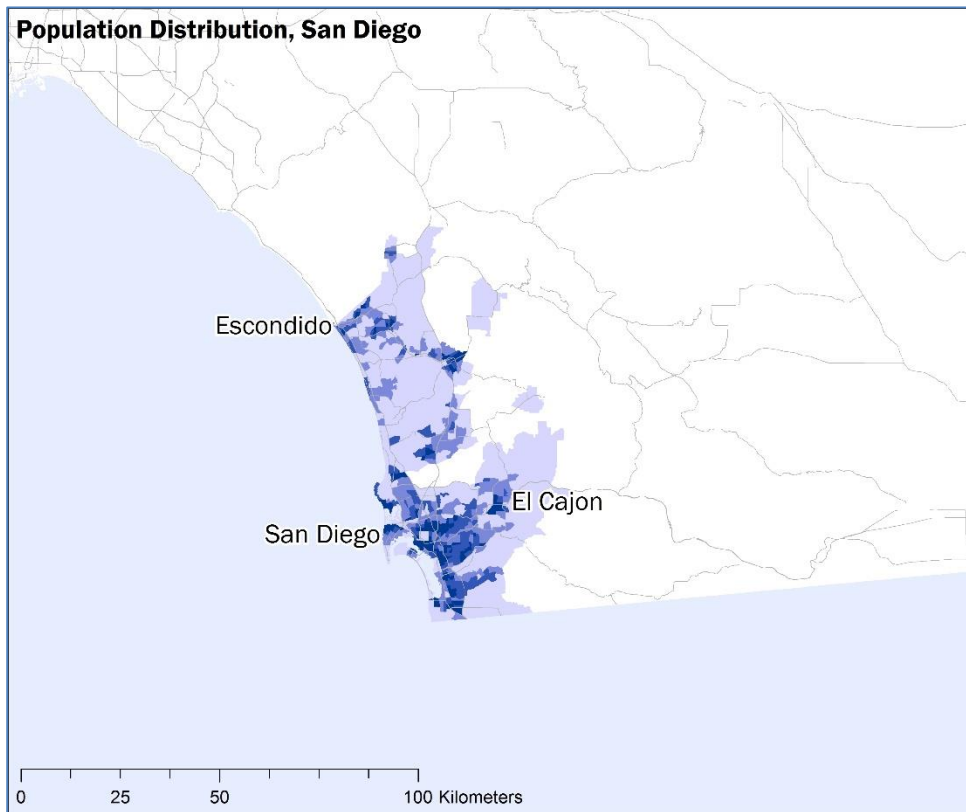 Population Distribution, San Diego
Escondido
El Cajon
San Diego
0 25 50 100 Kilometers